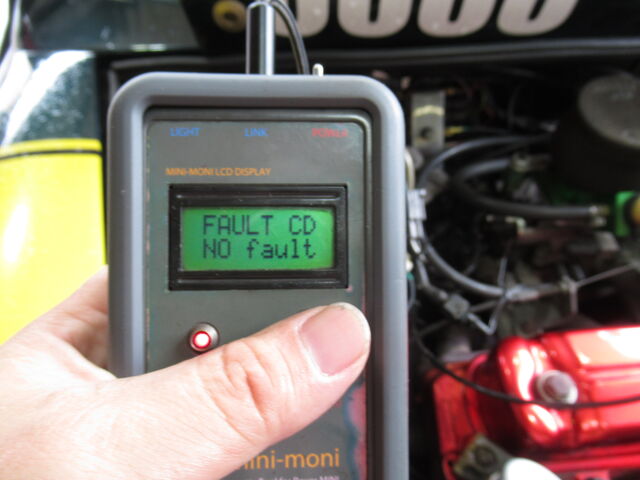 LIGHT LINK POWER
MINI-MONI LCD DISPLAY
FAULT CD
NO fault
mini-moni